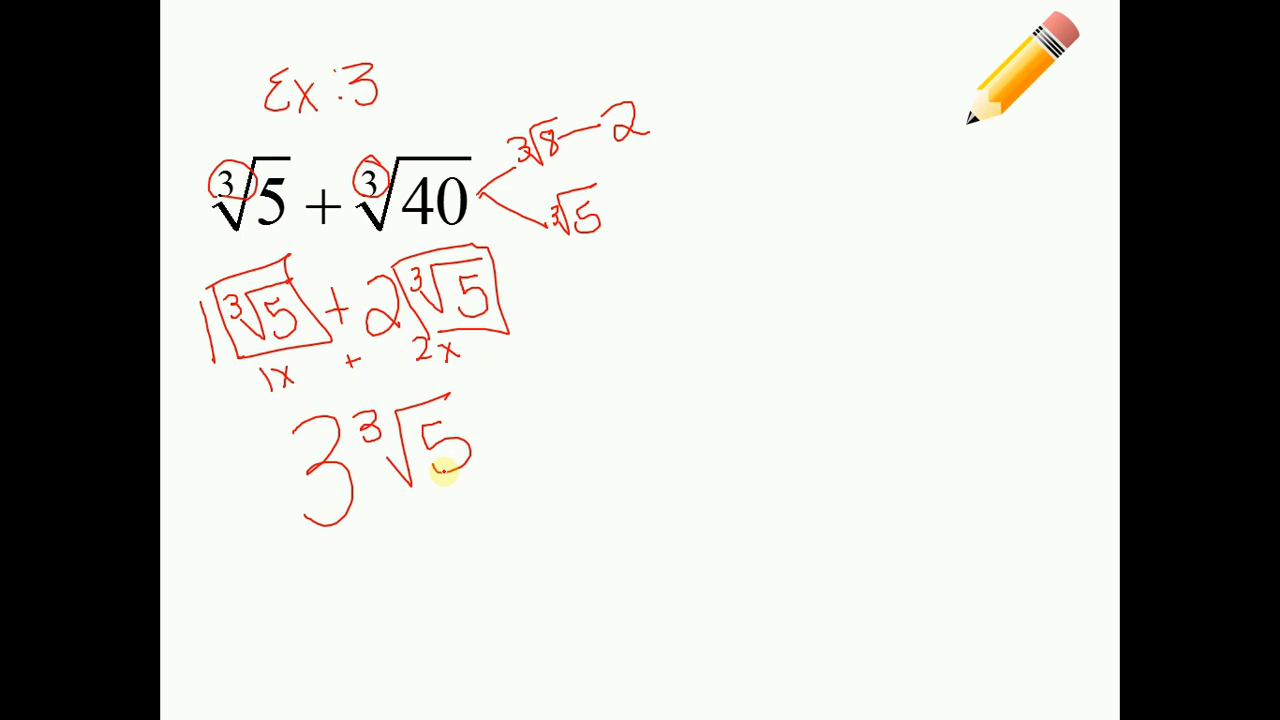 Ex:3
∛8 — 2
∛5 + ∛40
∛5
1∛5 + 2∛5
1x + 2x
3∛5